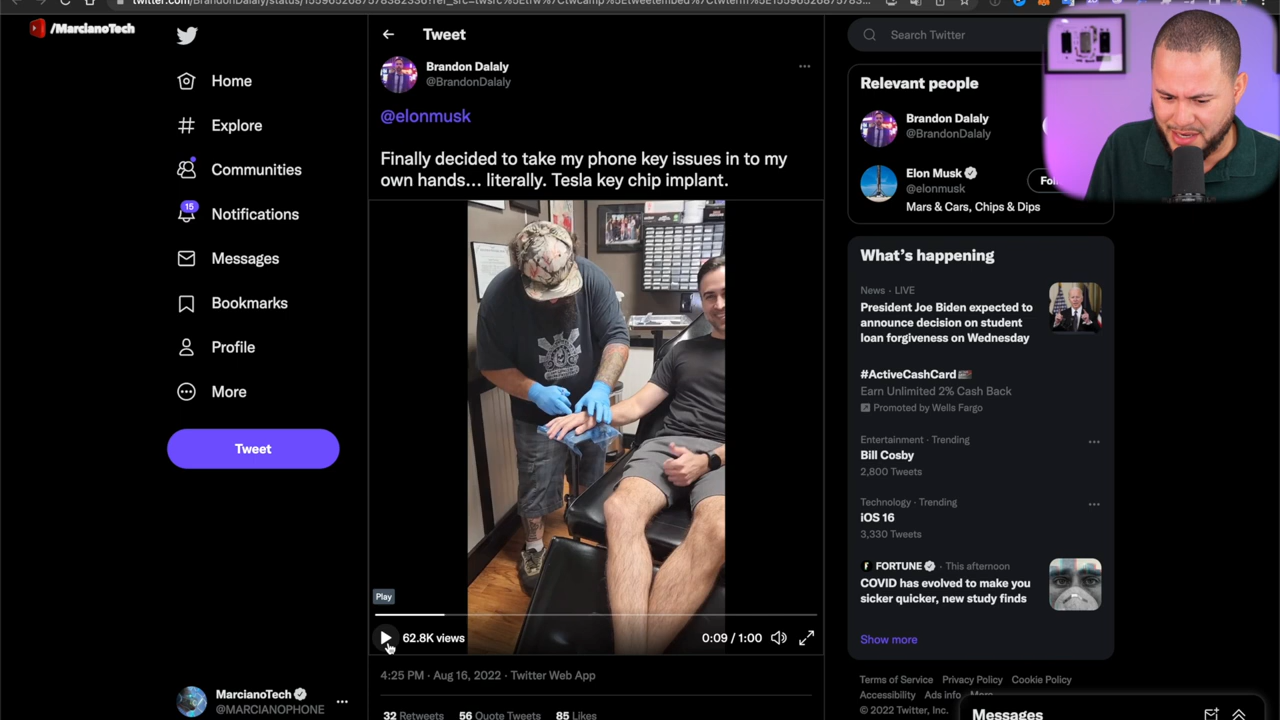 twitter.com/BrandonDalaly/status/
/MarcianoTech
Tweet
Search Twitter
Brandon Dalaly
@BrandonDalaly
@elonmusk
Finally decided to take my phone key issues in to my
own hands... literally. Tesla key chip implant.
Home
Explore
Communities
15
Notifications
Messages
Bookmarks
Profile
More
Tweet
Play
62.8K views
0:09 / 1:00
4:25 PM · Aug 16, 2022 · Twitter Web App
32 Retweets 56 Quote Tweets 85 Likes
MarcianoTech
@MARCIANOPHONE
Relevant people
Brandon Dalaly
@BrandonDalaly
Elon Musk
@elonmusk
Mars & Cars, Chips & Dips
What's happening
News · LIVE
President Joe Biden expected to
announce decision on student
loan forgiveness on Wednesday
#ActiveCashCard
Earn Unlimited 2% Cash Back
Promoted by Wells Fargo
Entertainment · Trending
Bill Cosby
2,800 Tweets
Technology · Trending
iOS 16
3,330 Tweets
FORTUNE · This afternoon
COVID has evolved to make you
sicker quicker, new study finds
Show more
Terms of Service Privacy Policy Cookie Policy
Accessibility Ads info More
© 2022 Twitter, Inc.
Messages